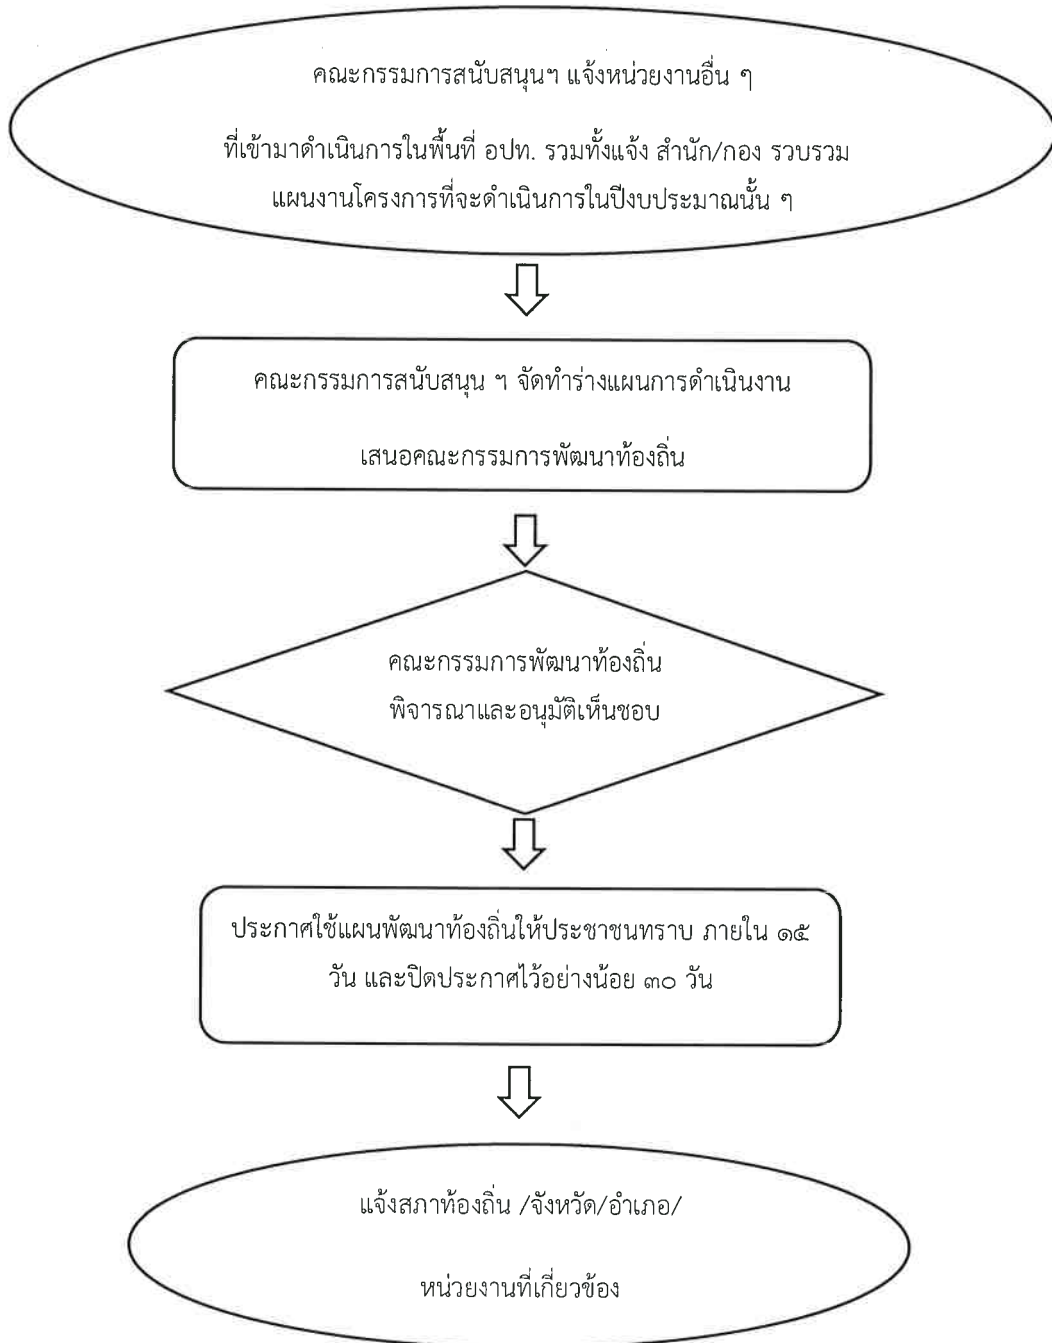 คณะกรรมการสนับสนุนฯ แจ้งหน่วยงานอื่น ๆ
ที่เข้ามาดำเนินการในพื้นที่ อปท. รวมทั้งแจ้ง สำนัก/กอง รวบรวม
แผนงานโครงการที่จะดำเนินการในปีงบประมาณนั้น ๆ
คณะกรรมการสนับสนุน ฯ จัดทำร่างแผนการดำเนินงาน
เสนอคณะกรรมการพัฒนาท้องถิ่น
คณะกรรมการพัฒนาท้องถิ่น
พิจารณาและอนุมัติเห็นชอบ
ประกาศใช้แผนพัฒนาท้องถิ่นให้ประชาชนทราบ ภายใน ๑๕
วัน และปิดประกาศไว้อย่างน้อย ๓๐ วัน
แจ้งสภาท้องถิ่น /จังหวัด/อำเภอ/
หน่วยงานที่เกี่ยวข้อง